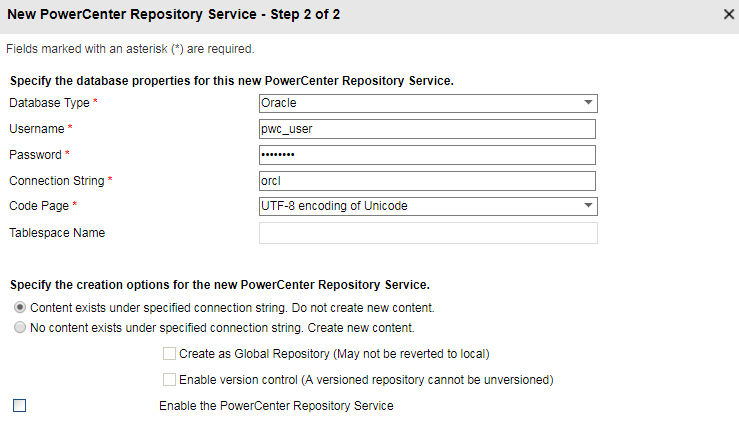 New PowerCenter Repository Service - Step 2 of 2
Fields marked with an asterisk (*) are required.
Specify the database properties for this new PowerCenter Repository Service.
Database Type * Oracle
Username * pwc_user
Password * ••••••••
Connection String * orcl
Code Page * UTF-8 encoding of Unicode
Tablespace Name
Specify the creation options for the new PowerCenter Repository Service.
Content exists under specified connection string. Do not create new content.
No content exists under specified connection string. Create new content.
Create as Global Repository (May not be reverted to local)
Enable version control (A versioned repository cannot be unversioned)
Enable the PowerCenter Repository Service